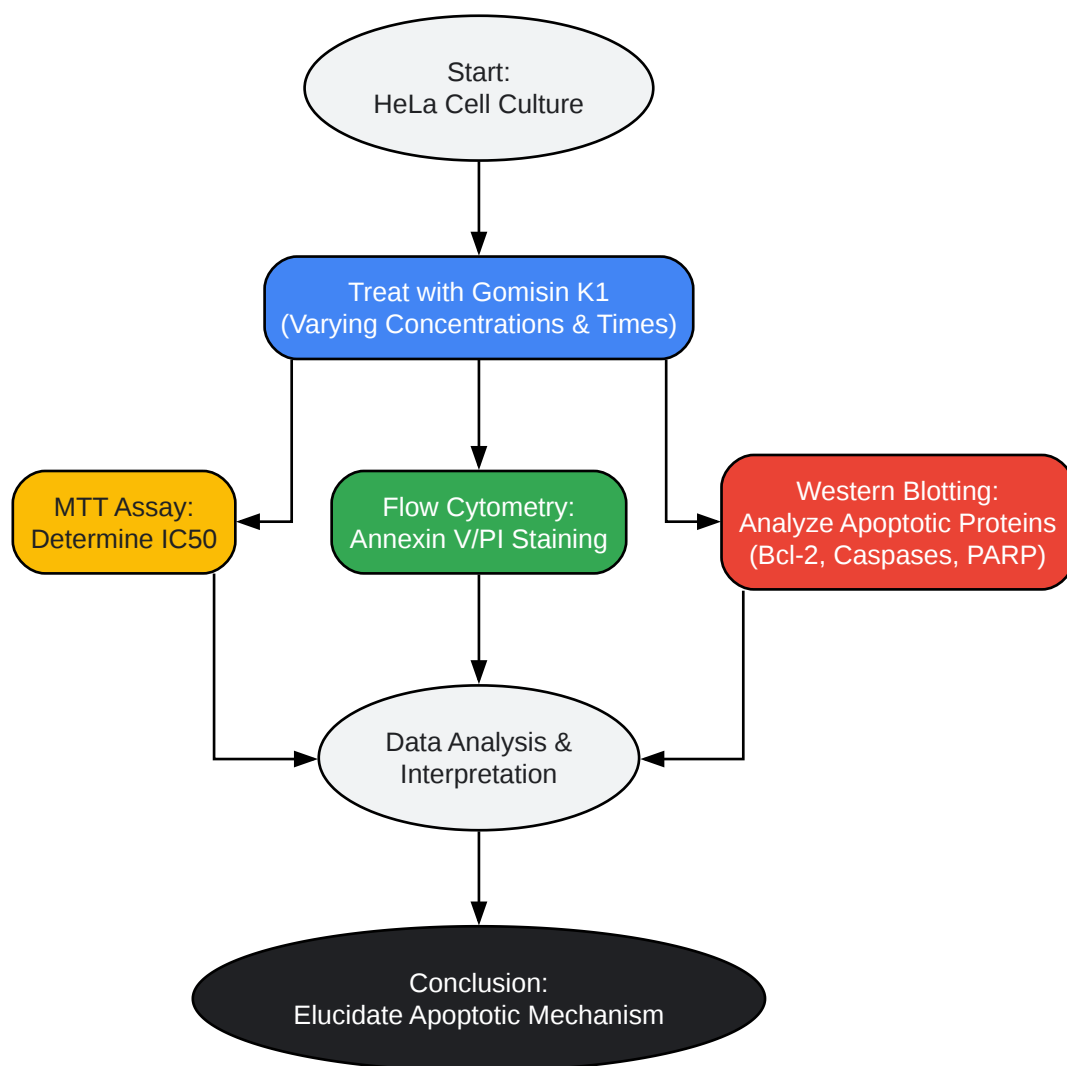 Start:
HeLa Cell Culture
Treat with Gomisin K1
(Varying Concentrations & Times)
MTT Assay:
Determine IC50
Flow Cytometry:
Annexin V/PI Staining
Western Blotting:
Analyze Apoptotic Proteins
(Bcl-2, Caspases, PARP)
Data Analysis &
Interpretation
Conclusion:
Elucidate Apoptotic Mechanism